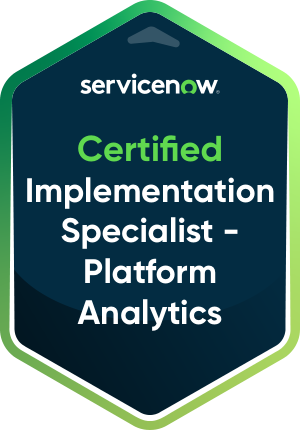 servicenow.
Certified
Implementation
Specialist -
Platform
Analytics